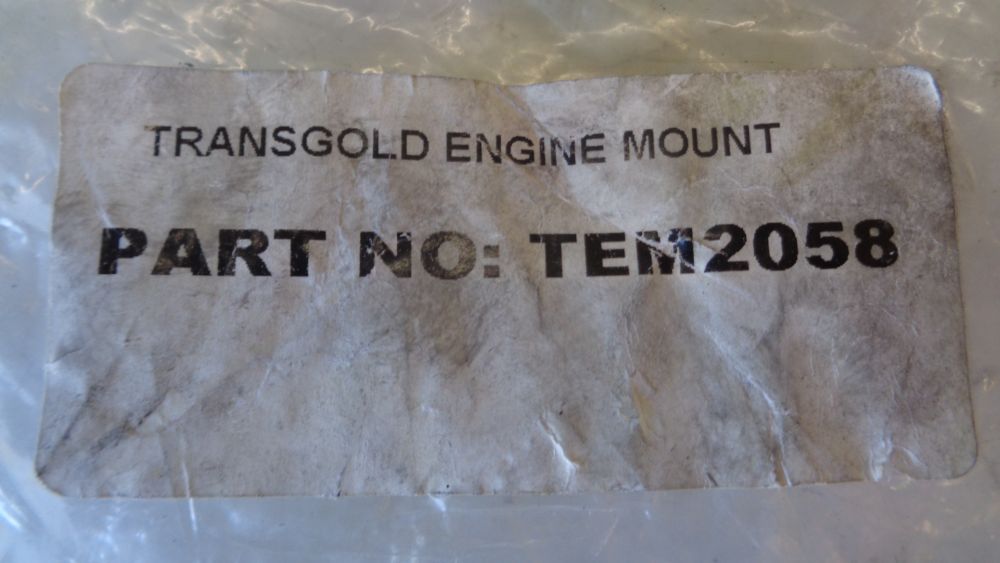 TRANSGOLD ENGINE MOUNT
PART NO: TEM2058